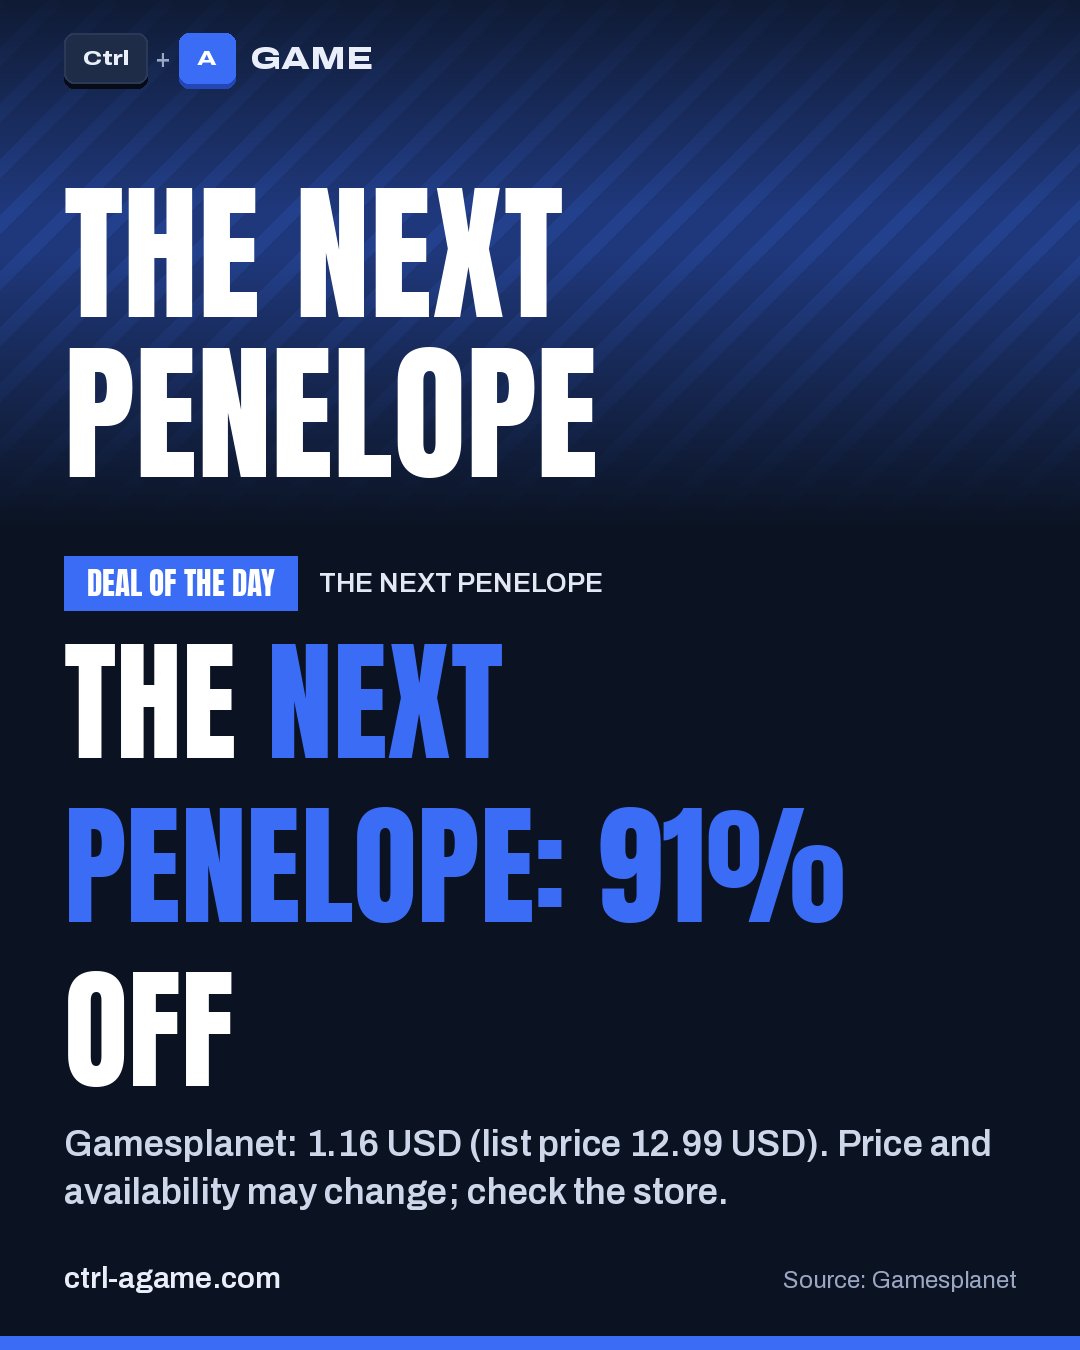 Ctrl + A GAME
THE NEXT
PENELOPE
DEAL OF THE DAY THE NEXT PENELOPE
THE NEXT
PENELOPE: 91%
OFF
Gamesplanet: 1.16 USD (list price 12.99 USD). Price and
availability may change; check the store.
ctrl-agame.com Source: Gamesplanet